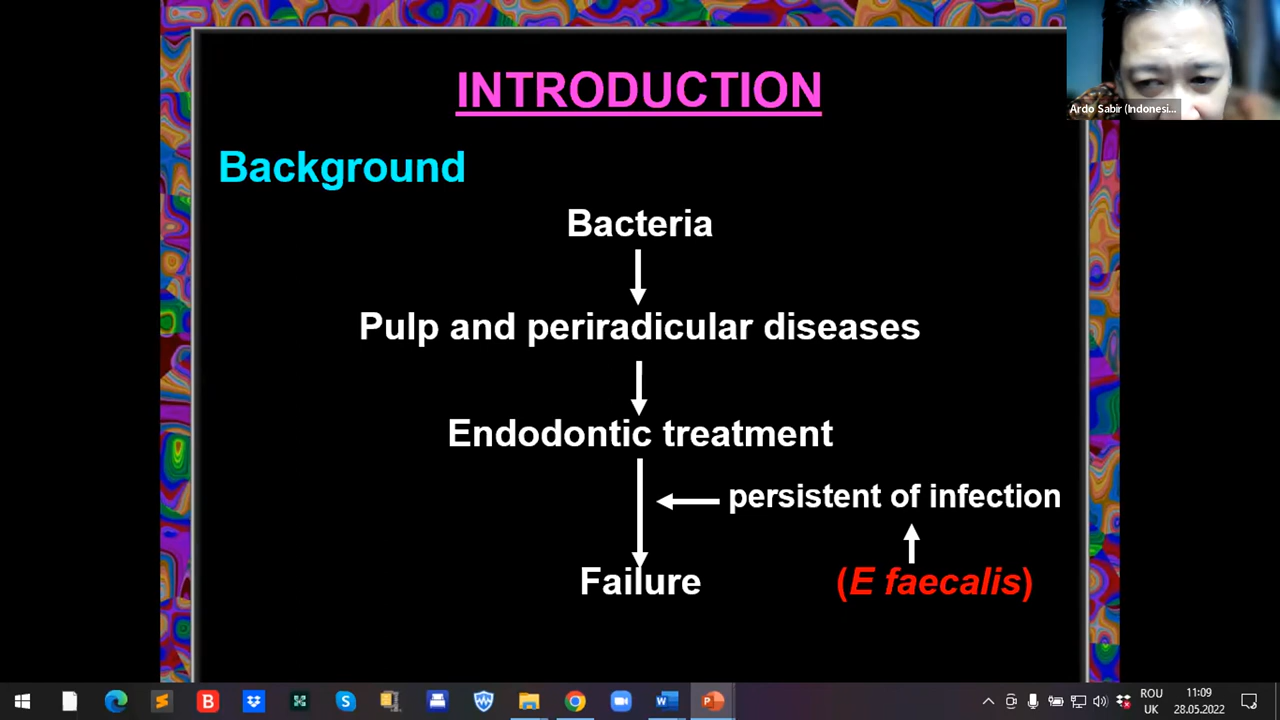 INTRODUCTION
Ardo Sabir (Indonesi...
Background
Bacteria
Pulp and periradicular diseases
Endodontic treatment
persistent of infection
Failure
(E faecalis)
ROU
UK
11:09
28.05.2022